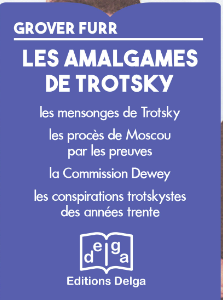 GROVER FURR
LES AMALGAMES
DE TROTSKY
les mensonges de Trotsky
les procès de Moscou
par les preuves
la Commission Dewey
les conspirations trotskystes
des années trente
delga
Editions Delga